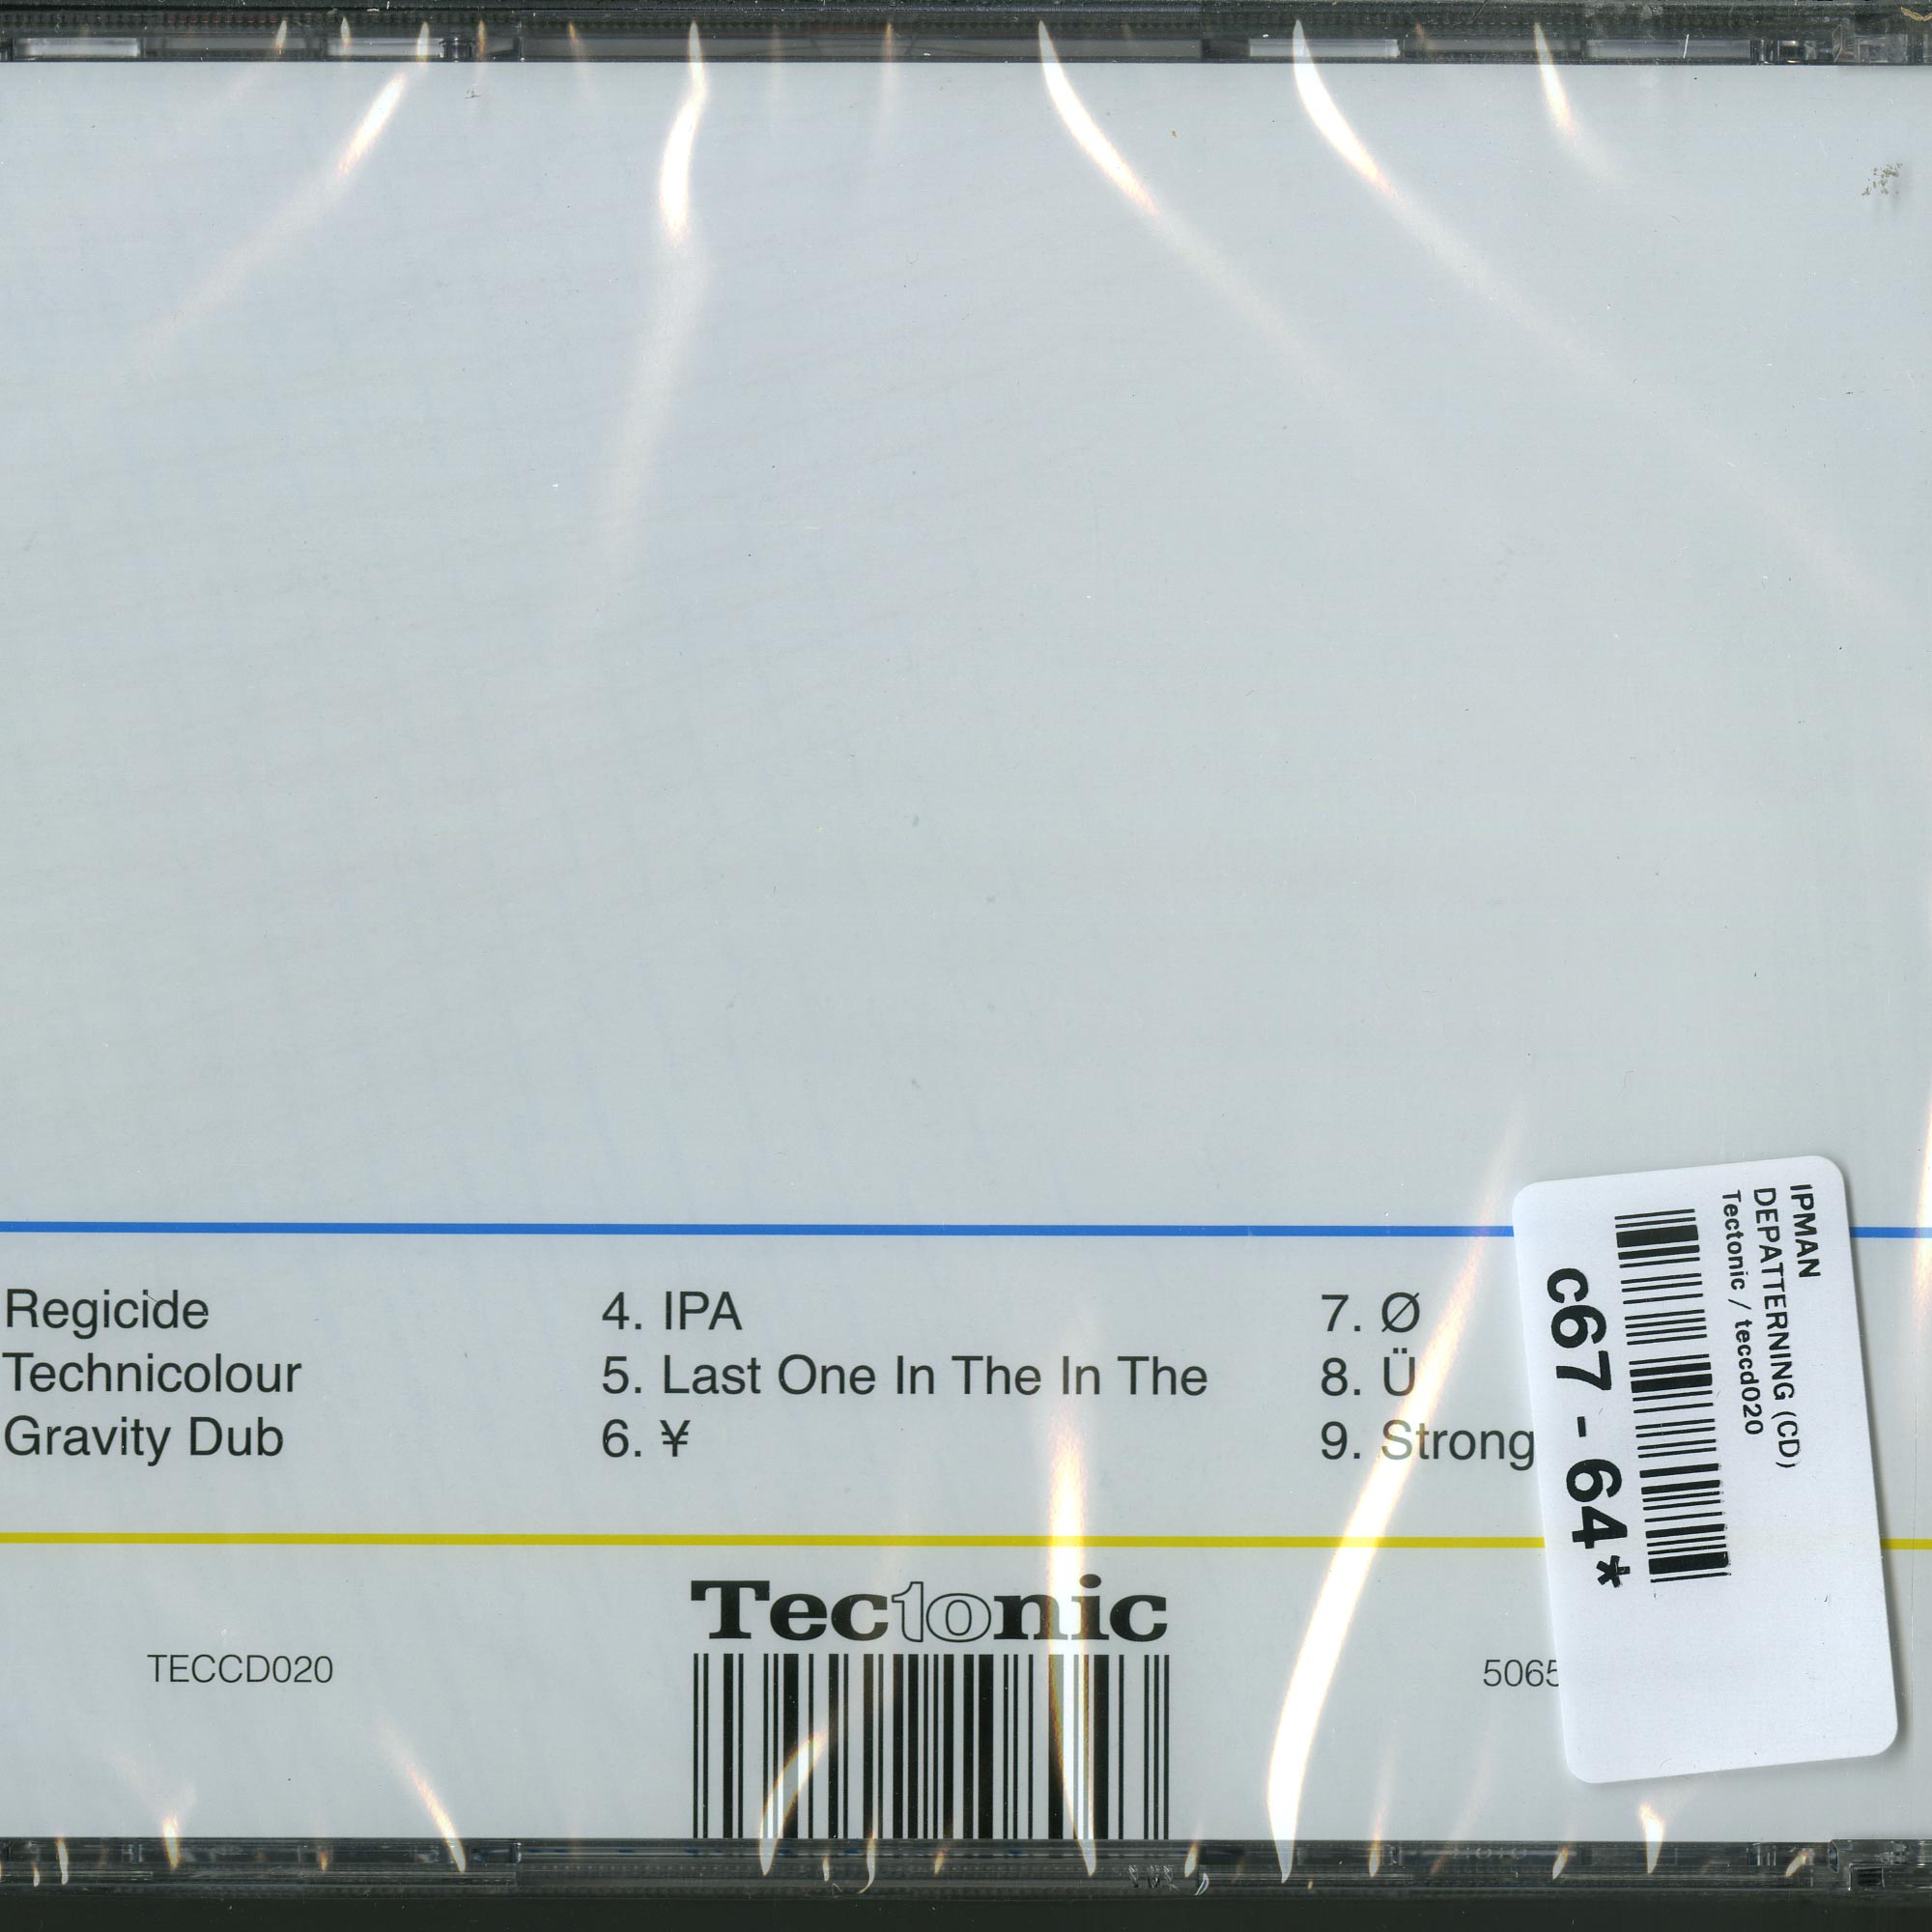 Regicide
Technicolour
Gravity Dub
4. IPA
5. Last One In The In The
6. ¥
7. Ø
8. Ü
9. Strong
IPMAN
DEPATTERNING (CD)
Tectonic / teccd020
c67 - 64*
Tec10nic
TECCD020
5065